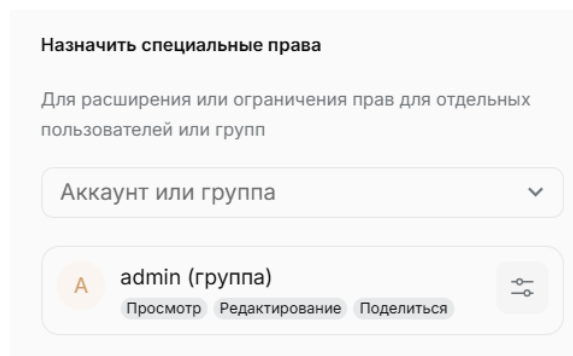 Назначить специальные права
Для расширения или ограничения прав для отдельных
пользователей или групп
Аккаунт или группа
А
admin (группа)
Просмотр Редактирование Поделиться